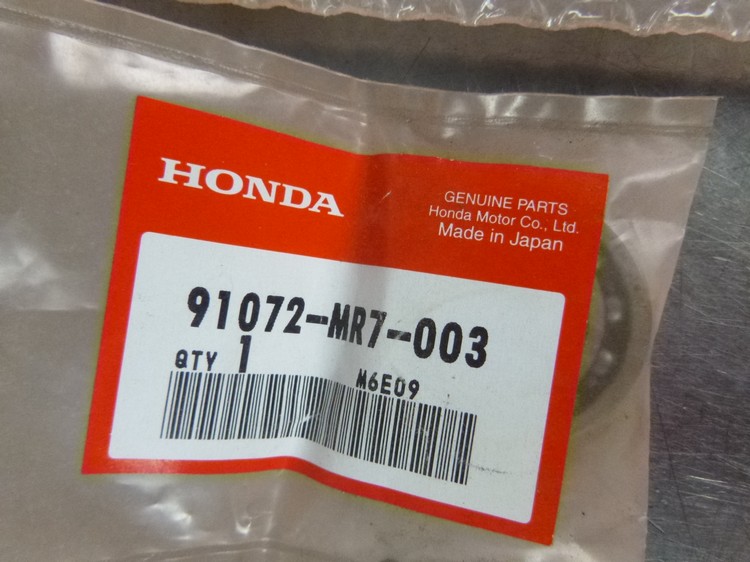 HONDA
GENUINE PARTS
Honda Motor Co., Ltd.
Made in Japan
91072-MR7-003
QTY 1
M6E09